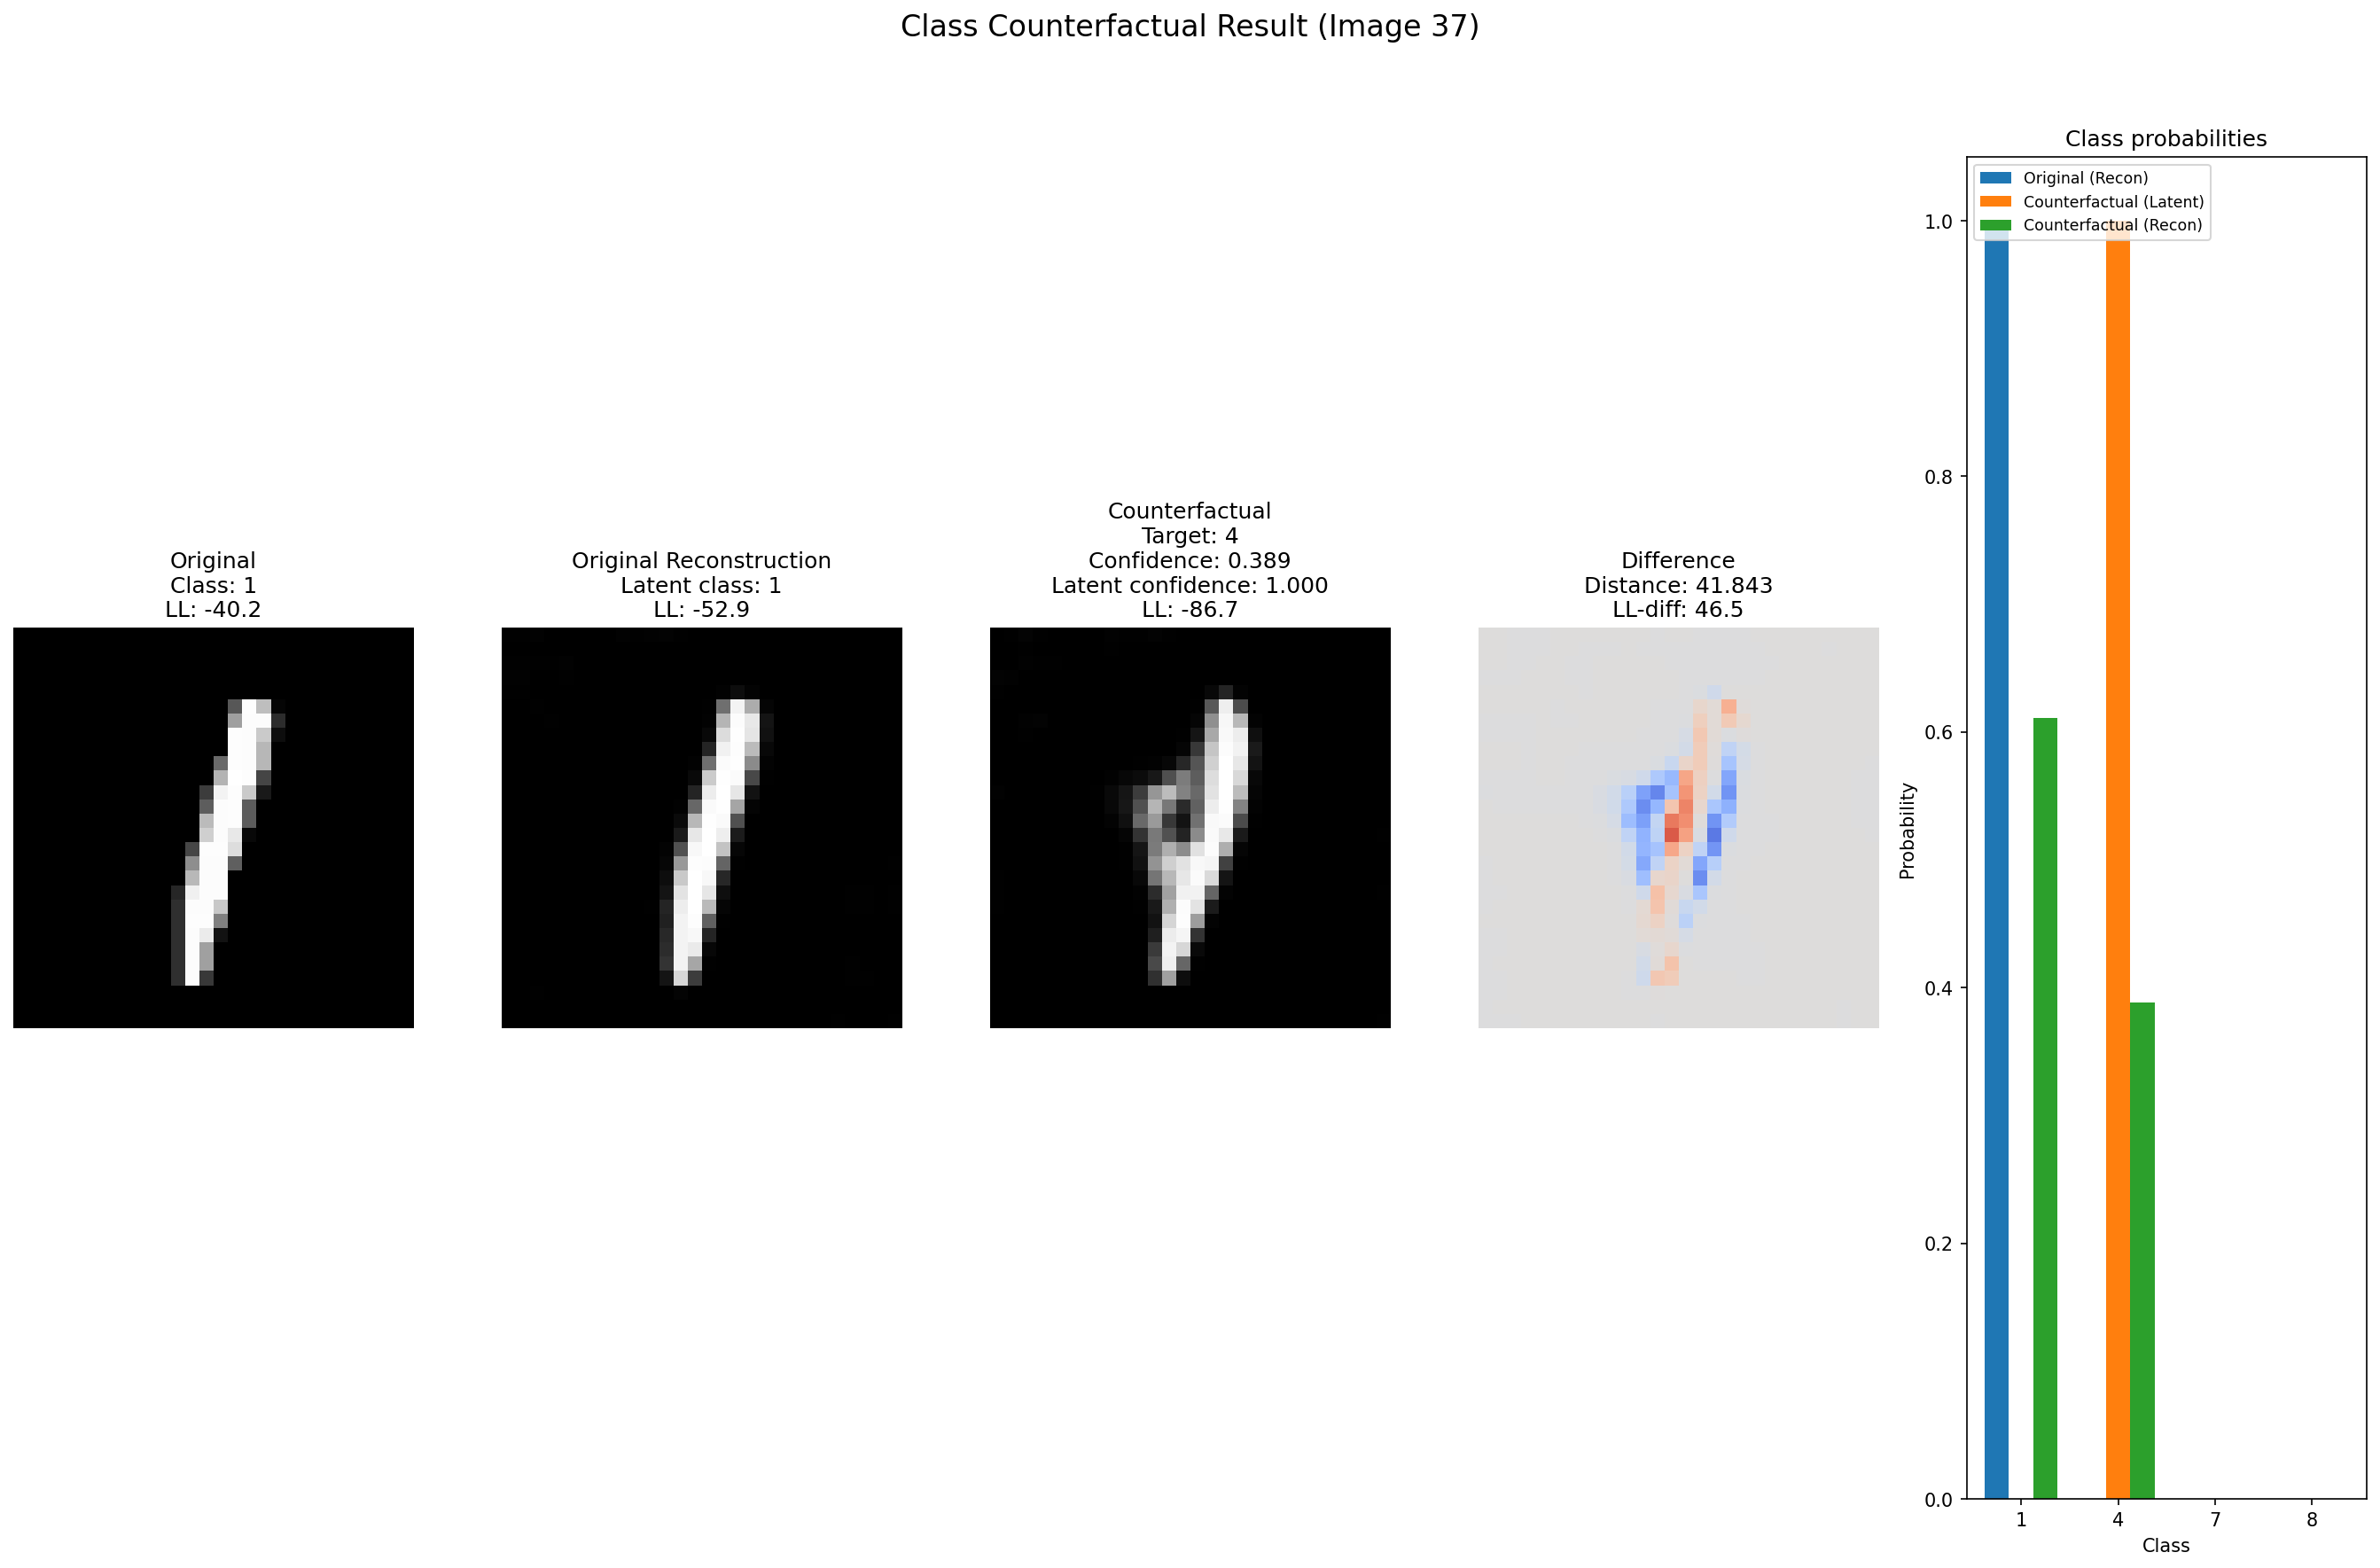 Class Counterfactual Result (Image 37)
Original
Class: 1
LL: -40.2
Original Reconstruction
Latent class: 1
LL: -52.9
Counterfactual
Target: 4
Confidence: 0.389
Latent confidence: 1.000
LL: -86.7
Difference
Distance: 41.843
LL-diff: 46.5
Class probabilities
Original (Recon)
Counterfactual (Latent)
Counterfactual (Recon)
1.0
0.8
0.6
0.4
0.2
0.0
Probability
1 4 7 8
Class